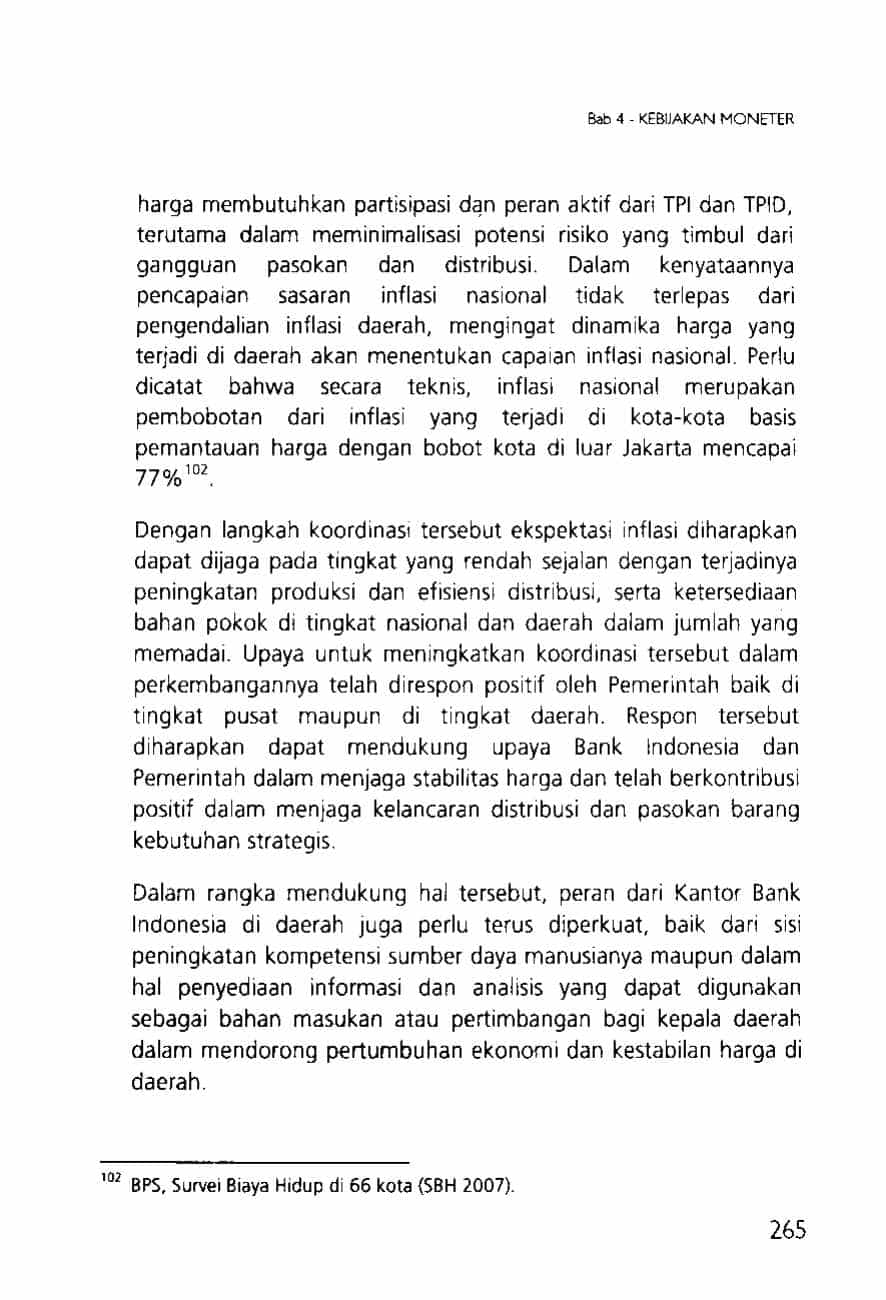 Bab 4 - KEBIJAKAN MONETER
harga membutuhkan partisipasi dan peran aktif dari TPI dan TPID,
terutama dalam meminimalisasi potensi risiko yang timbul dari
gangguan pasokan dan distribusi. Dalam kenyataannya
pencapaian sasaran inflasi nasional tidak terlepas dari
pengendalian inflasi daerah, mengingat dinamika harga yang
terjadi di daerah akan menentukan capaian inflasi nasional. Perlu
dicatat bahwa secara teknis, inflasi nasional merupakan
pembobotan dari inflasi yang terjadi di kota-kota basis
pemantauan harga dengan bobot kota di luar Jakarta mencapai
77%102.
Dengan langkah koordinasi tersebut ekspektasi inflasi diharapkan
dapat dijaga pada tingkat yang rendah sejalan dengan terjadinya
peningkatan produksi dan efisiensi distribusi, serta ketersediaan
bahan pokok di tingkat nasional dan daerah dalam jumlah yang
memadai. Upaya untuk meningkatkan koordinasi tersebut dalam
perkembangannya telah direspon positif oleh Pemerintah baik di
tingkat pusat maupun di tingkat daerah. Respon tersebut
diharapkan dapat mendukung upaya Bank Indonesia dan
Pemerintah dalam menjaga stabilitas harga dan telah berkontribusi
positif dalam menjaga kelancaran distribusi dan pasokan barang
kebutuhan strategis.
Dalam rangka mendukung hal tersebut, peran dari Kantor Bank
Indonesia di daerah juga perlu terus diperkuat, baik dari sisi
peningkatan kompetensi sumber daya manusianya maupun dalam
hal penyediaan informasi dan analisis yang dapat digunakan
sebagai bahan masukan atau pertimbangan bagi kepala daerah
dalam mendorong pertumbuhan ekonomi dan kestabilan harga di
daerah.
102 BPS, Survei Biaya Hidup di 66 kota (SBH 2007).
265